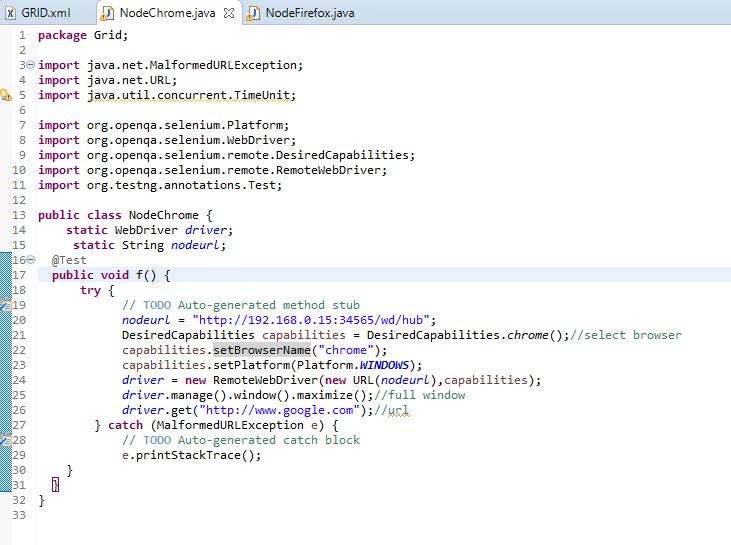 GRID.xml NodeChrome.java NodeFirefox.java
1 package Grid;
2
3 import java.net.MalformedURLException;
4 import java.net.URL;
5 import java.util.concurrent.TimeUnit;
6
7 import org.openqa.selenium.Platform;
8 import org.openqa.selenium.WebDriver;
9 import org.openqa.selenium.remote.DesiredCapabilities;
10 import org.openqa.selenium.remote.RemoteWebDriver;
11 import org.testng.annotations.Test;
12
13 public class NodeChrome {
14     static WebDriver driver;
15      static String nodeurl;
16   @Test
17   public void f() {
18       try {
19             // TODO Auto-generated method stub
20             nodeurl = "http://192.168.0.15:34565/wd/hub";
21             DesiredCapabilities capabilities = DesiredCapabilities.chrome();//select browser
22             capabilities.setBrowserName("chrome");
23             capabilities.setPlatform(Platform.WINDOWS);
24             driver = new RemoteWebDriver(new URL(nodeurl),capabilities);
25             driver.manage().window().maximize();//full window
26             driver.get("http://www.google.com");//url
27         } catch (MalformedURLException e) {
28             // TODO Auto-generated catch block
29             e.printStackTrace();
30     }
31   }
32 }
33